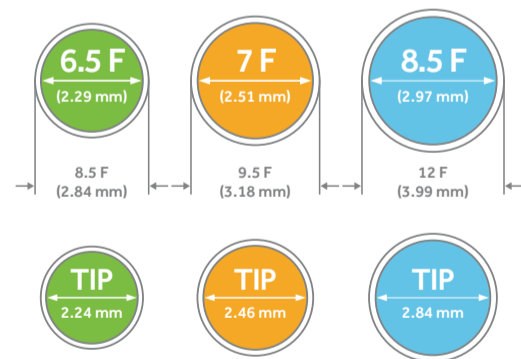 6.5 F
(2.29 mm)
7 F
(2.51 mm)
8.5 F
(2.97 mm)
8.5 F
(2.84 mm)
9.5 F
(3.18 mm)
12 F
(3.99 mm)
TIP
2.24 mm
TIP
2.46 mm
TIP
2.84 mm